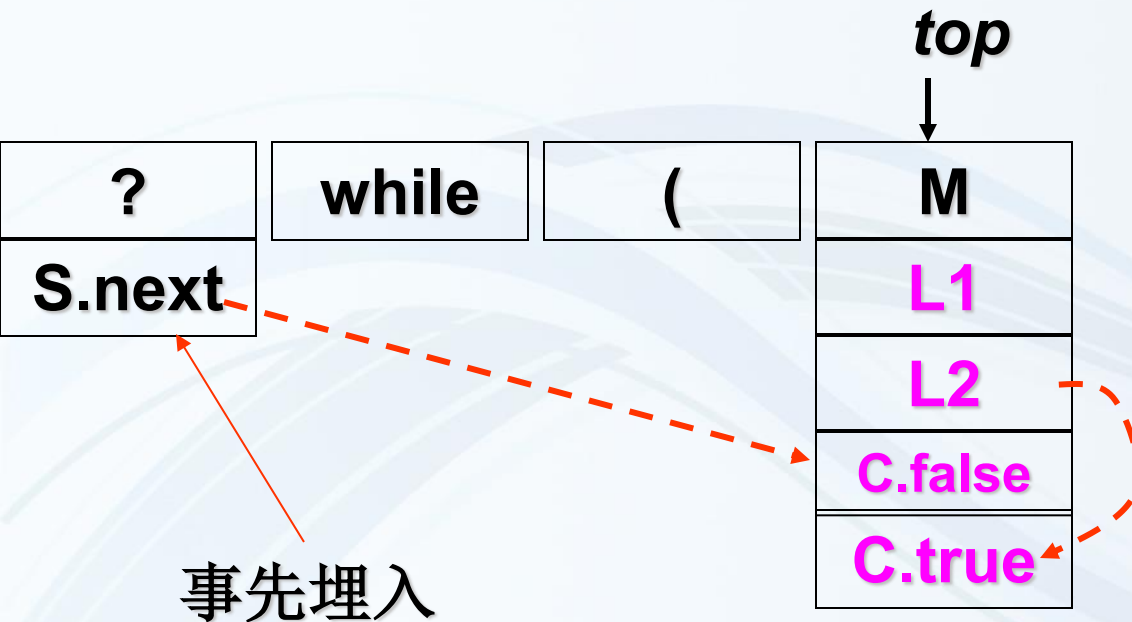 top
? while ( M
S.next L1
L2
C.false
C.true
事先埋入